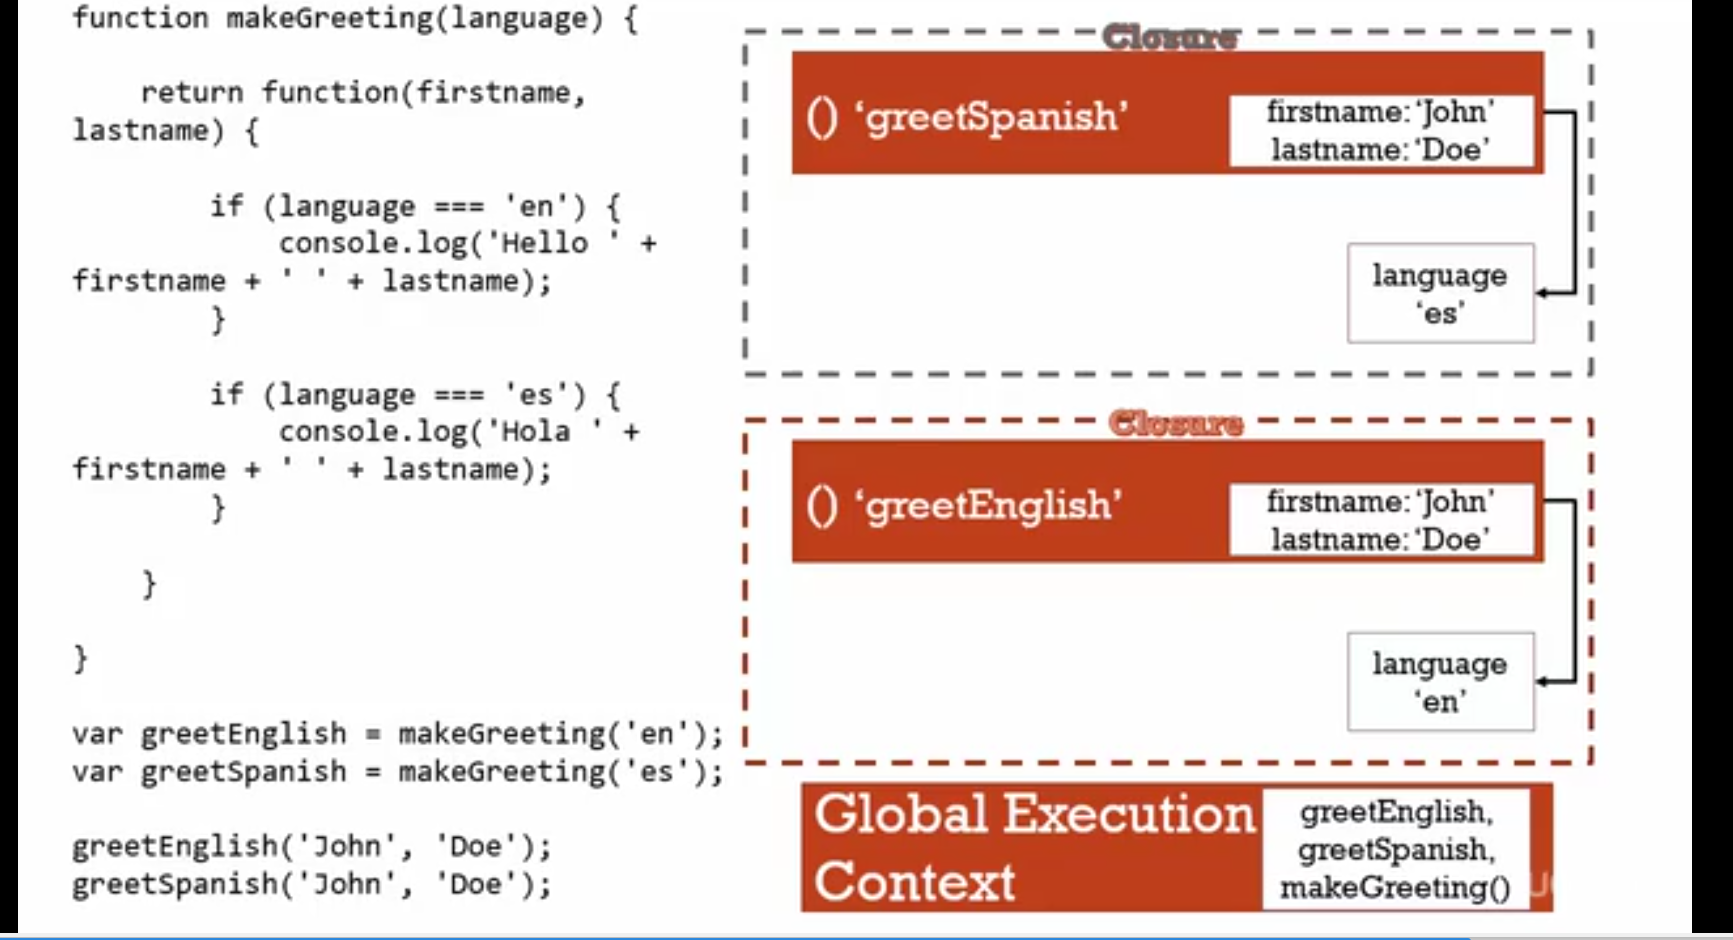 function makeGreeting(language) {
return function(firstname,
lastname) {
if (language === 'en') {
console.log('Hello ' +
firstname + ' ' + lastname);
}
if (language === 'es') {
console.log('Hola ' +
firstname + ' ' + lastname);
}
}
}
var greetEnglish = makeGreeting('en');
var greetSpanish = makeGreeting('es');
greetEnglish('John', 'Doe');
greetSpanish('John', 'Doe');
Closure
() ‘greetSpanish’
firstname: ‘John’
lastname: ‘Doe’
language
‘es’
Closure
() ‘greetEnglish’
firstname: ‘John’
lastname: ‘Doe’
language
‘en’
Global Execution
Context
greetEnglish,
greetSpanish,
makeGreeting()